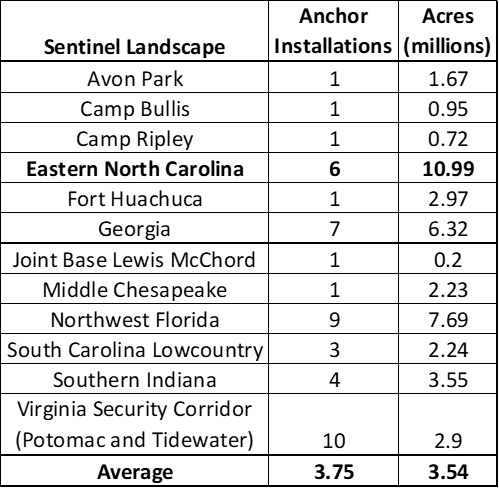 Sentinel Landscape Anchor Installations Acres (millions)
Avon Park 1 1.67
Camp Bullis 1 0.95
Camp Ripley 1 0.72
Eastern North Carolina 6 10.99
Fort Huachuca 1 2.97
Georgia 7 6.32
Joint Base Lewis McChord 1 0.2
Middle Chesapeake 1 2.23
Northwest Florida 9 7.69
South Carolina Lowcountry 3 2.24
Southern Indiana 4 3.55
Virginia Security Corridor
(Potomac and Tidewater) 10 2.9
Average 3.75 3.54